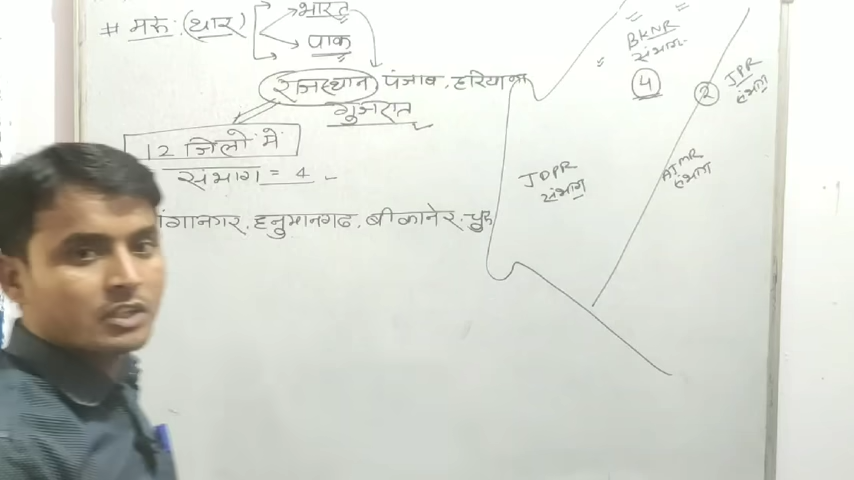 # मरू: (थार)
भारत
पाक
राजस्थान पंजाब, हरियाणा
गुजरात
12 जिलो में
संभाग = 4
गंगानगर, हनुमानगढ, बीकानेर, चुरू
BKNR
संभाग
4
2
JPR
संभाग
JDPR
संभाग
AJMR
संभाग